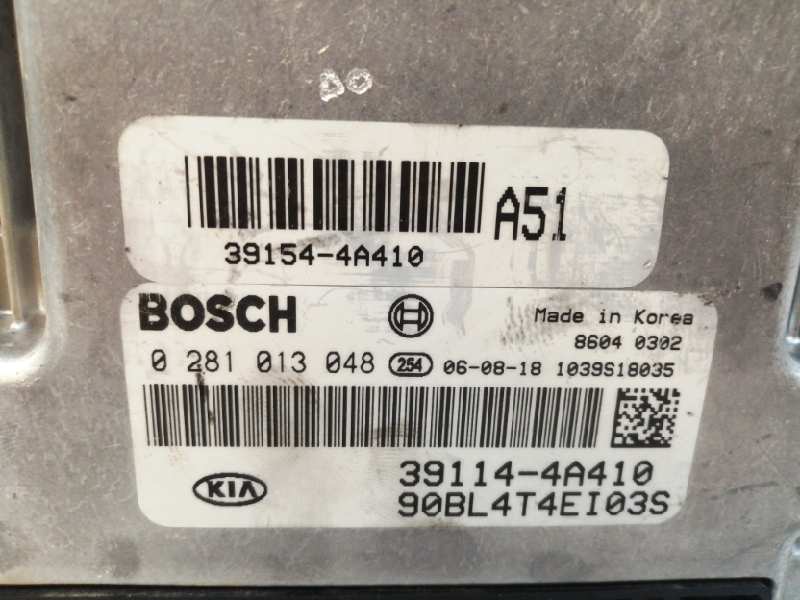 A51
39154-4A410
BOSCH
Made in Korea
8604 0302
0 281 013 048 254 06-08-18 1039S18035
39114-4A410
KIA
90BL4T4EI03S